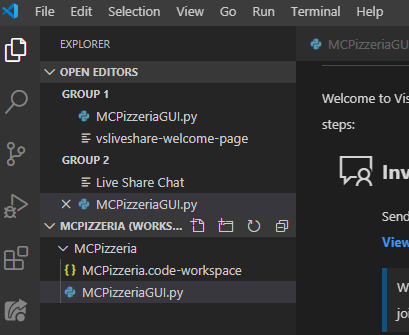 File Edit Selection View Go Run Terminal Help
EXPLORER
OPEN EDITORS
GROUP 1
MCPizzeriaGUI.py
vsliveshare-welcome-page
GROUP 2
Live Share Chat
MCPizzeriaGUI.py
MCPIZZERIA (WORKS...
MCPizzeria
{} MCPizzeria.code-workspace
MCPizzeriaGUI.py
MCPizzeriaGU
Welcome to Vis
steps:
Inv
Send
View
W
jo